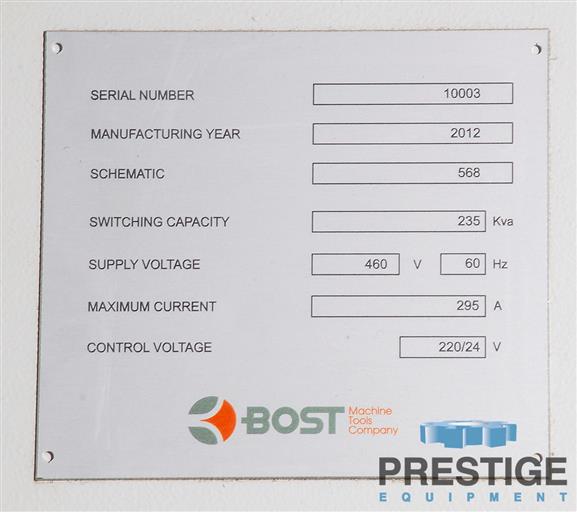 SERIAL NUMBER 10003
MANUFACTURING YEAR 2012
SCHEMATIC 568
SWITCHING CAPACITY 235 Kva
SUPPLY VOLTAGE 460 V 60 Hz
MAXIMUM CURRENT 295 A
CONTROL VOLTAGE 220/24 V
BOST Machine
Tools
Company
PRESTIGE
EQUIPMENT